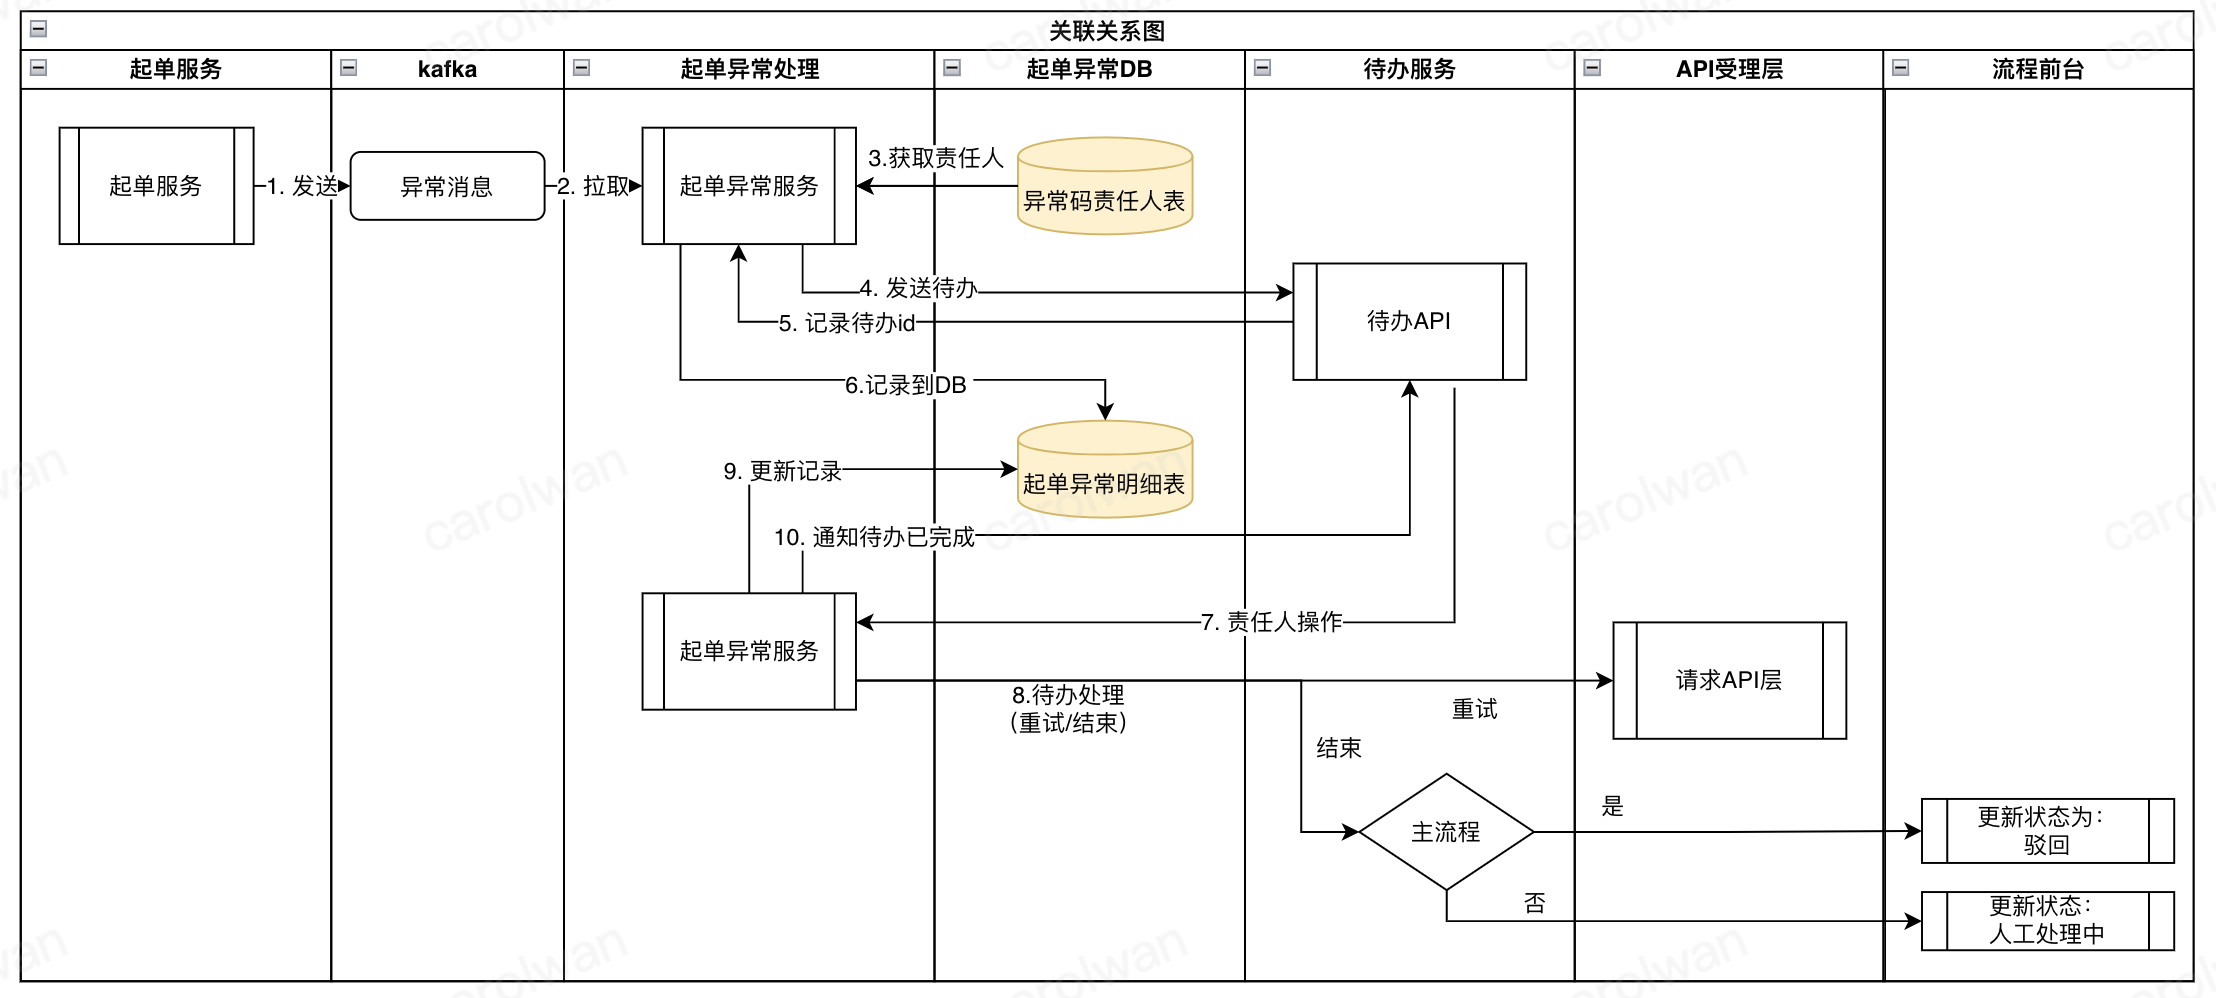 关联关系图
起单服务
kafka
起单异常处理
起单异常DB
待办服务
API受理层
流程前台
起单服务
1. 发送
异常消息
2. 拉取
起单异常服务
3.获取责任人
异常码责任人表
4. 发送待办
5. 记录待办id
待办API
6.记录到DB
9. 更新记录
起单异常明细表
10. 通知待办已完成
7. 责任人操作
起单异常服务
8.待办处理
（重试/结束）
重试
请求API层
结束
主流程
是
更新状态为：
驳回
否
更新状态：
人工处理中
carolwan